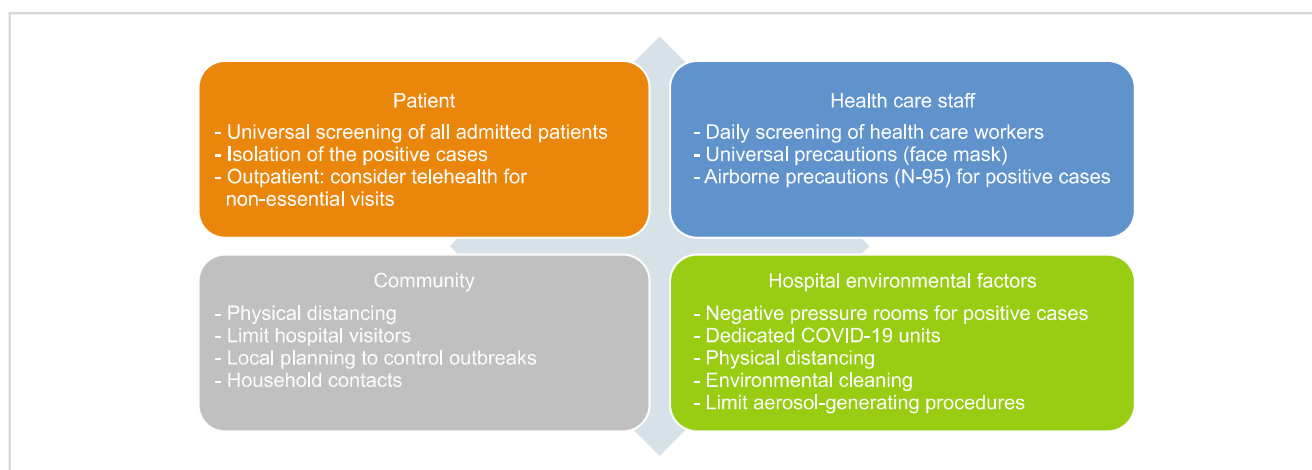 Patient
- Universal screening of all admitted patients
- Isolation of the positive cases
- Outpatient: consider telehealth for
non-essential visits
Health care staff
- Daily screening of health care workers
- Universal precautions (face mask)
- Airborne precautions (N-95) for positive cases
Community
- Physical distancing
- Limit hospital visitors
- Local planning to control outbreaks
- Household contacts
Hospital environmental factors
- Negative pressure rooms for positive cases
- Dedicated COVID-19 units
- Physical distancing
- Environmental cleaning
- Limit aerosol-generating procedures